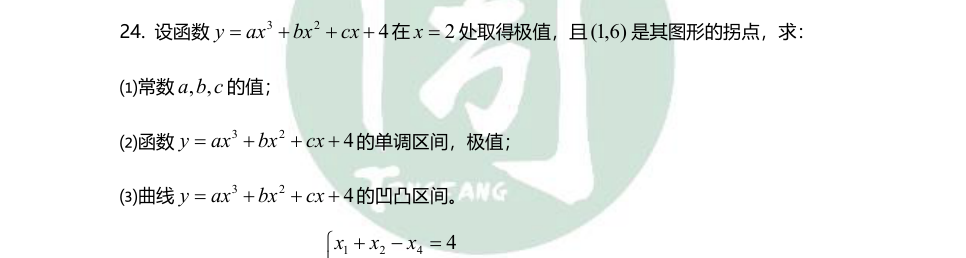 24. 设函数 y = ax³ + bx² + cx + 4 在 x = 2 处取得极值，且 (1,6) 是其图形的拐点，求：
⑴常数 a,b,c 的值；
⑵函数 y = ax³ + bx² + cx + 4 的单调区间，极值；
⑶曲线 y = ax³ + bx² + cx + 4 的凹凸区间。
x₁ + x₂ − x₄ = 4